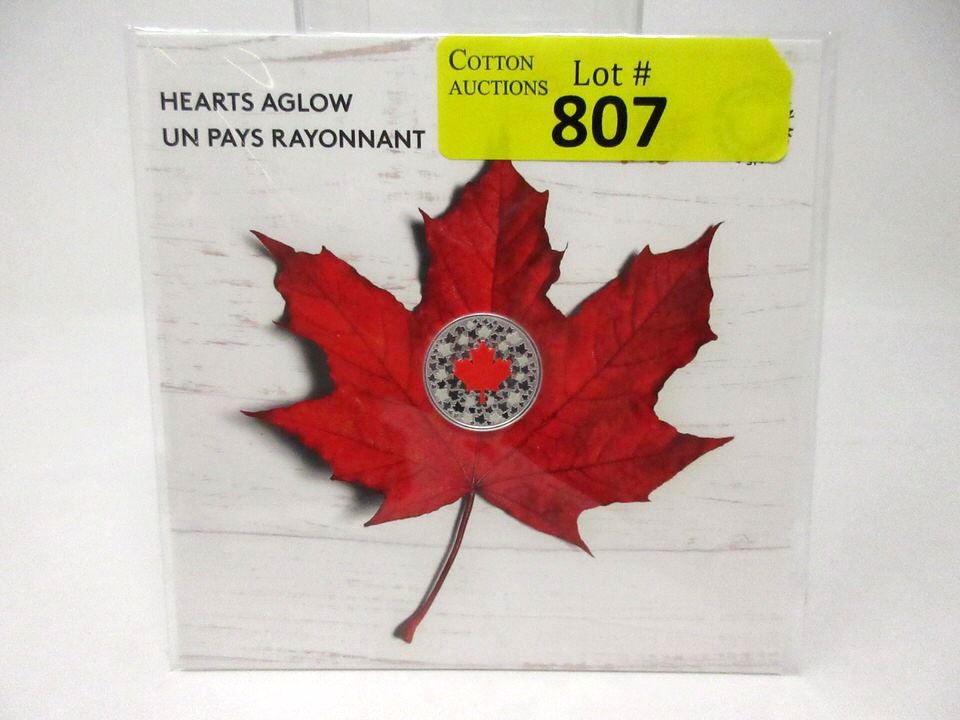 HEARTS AGLOW
UN PAYS RAYONNANT
COTTON
AUCTIONS
Lot #
807